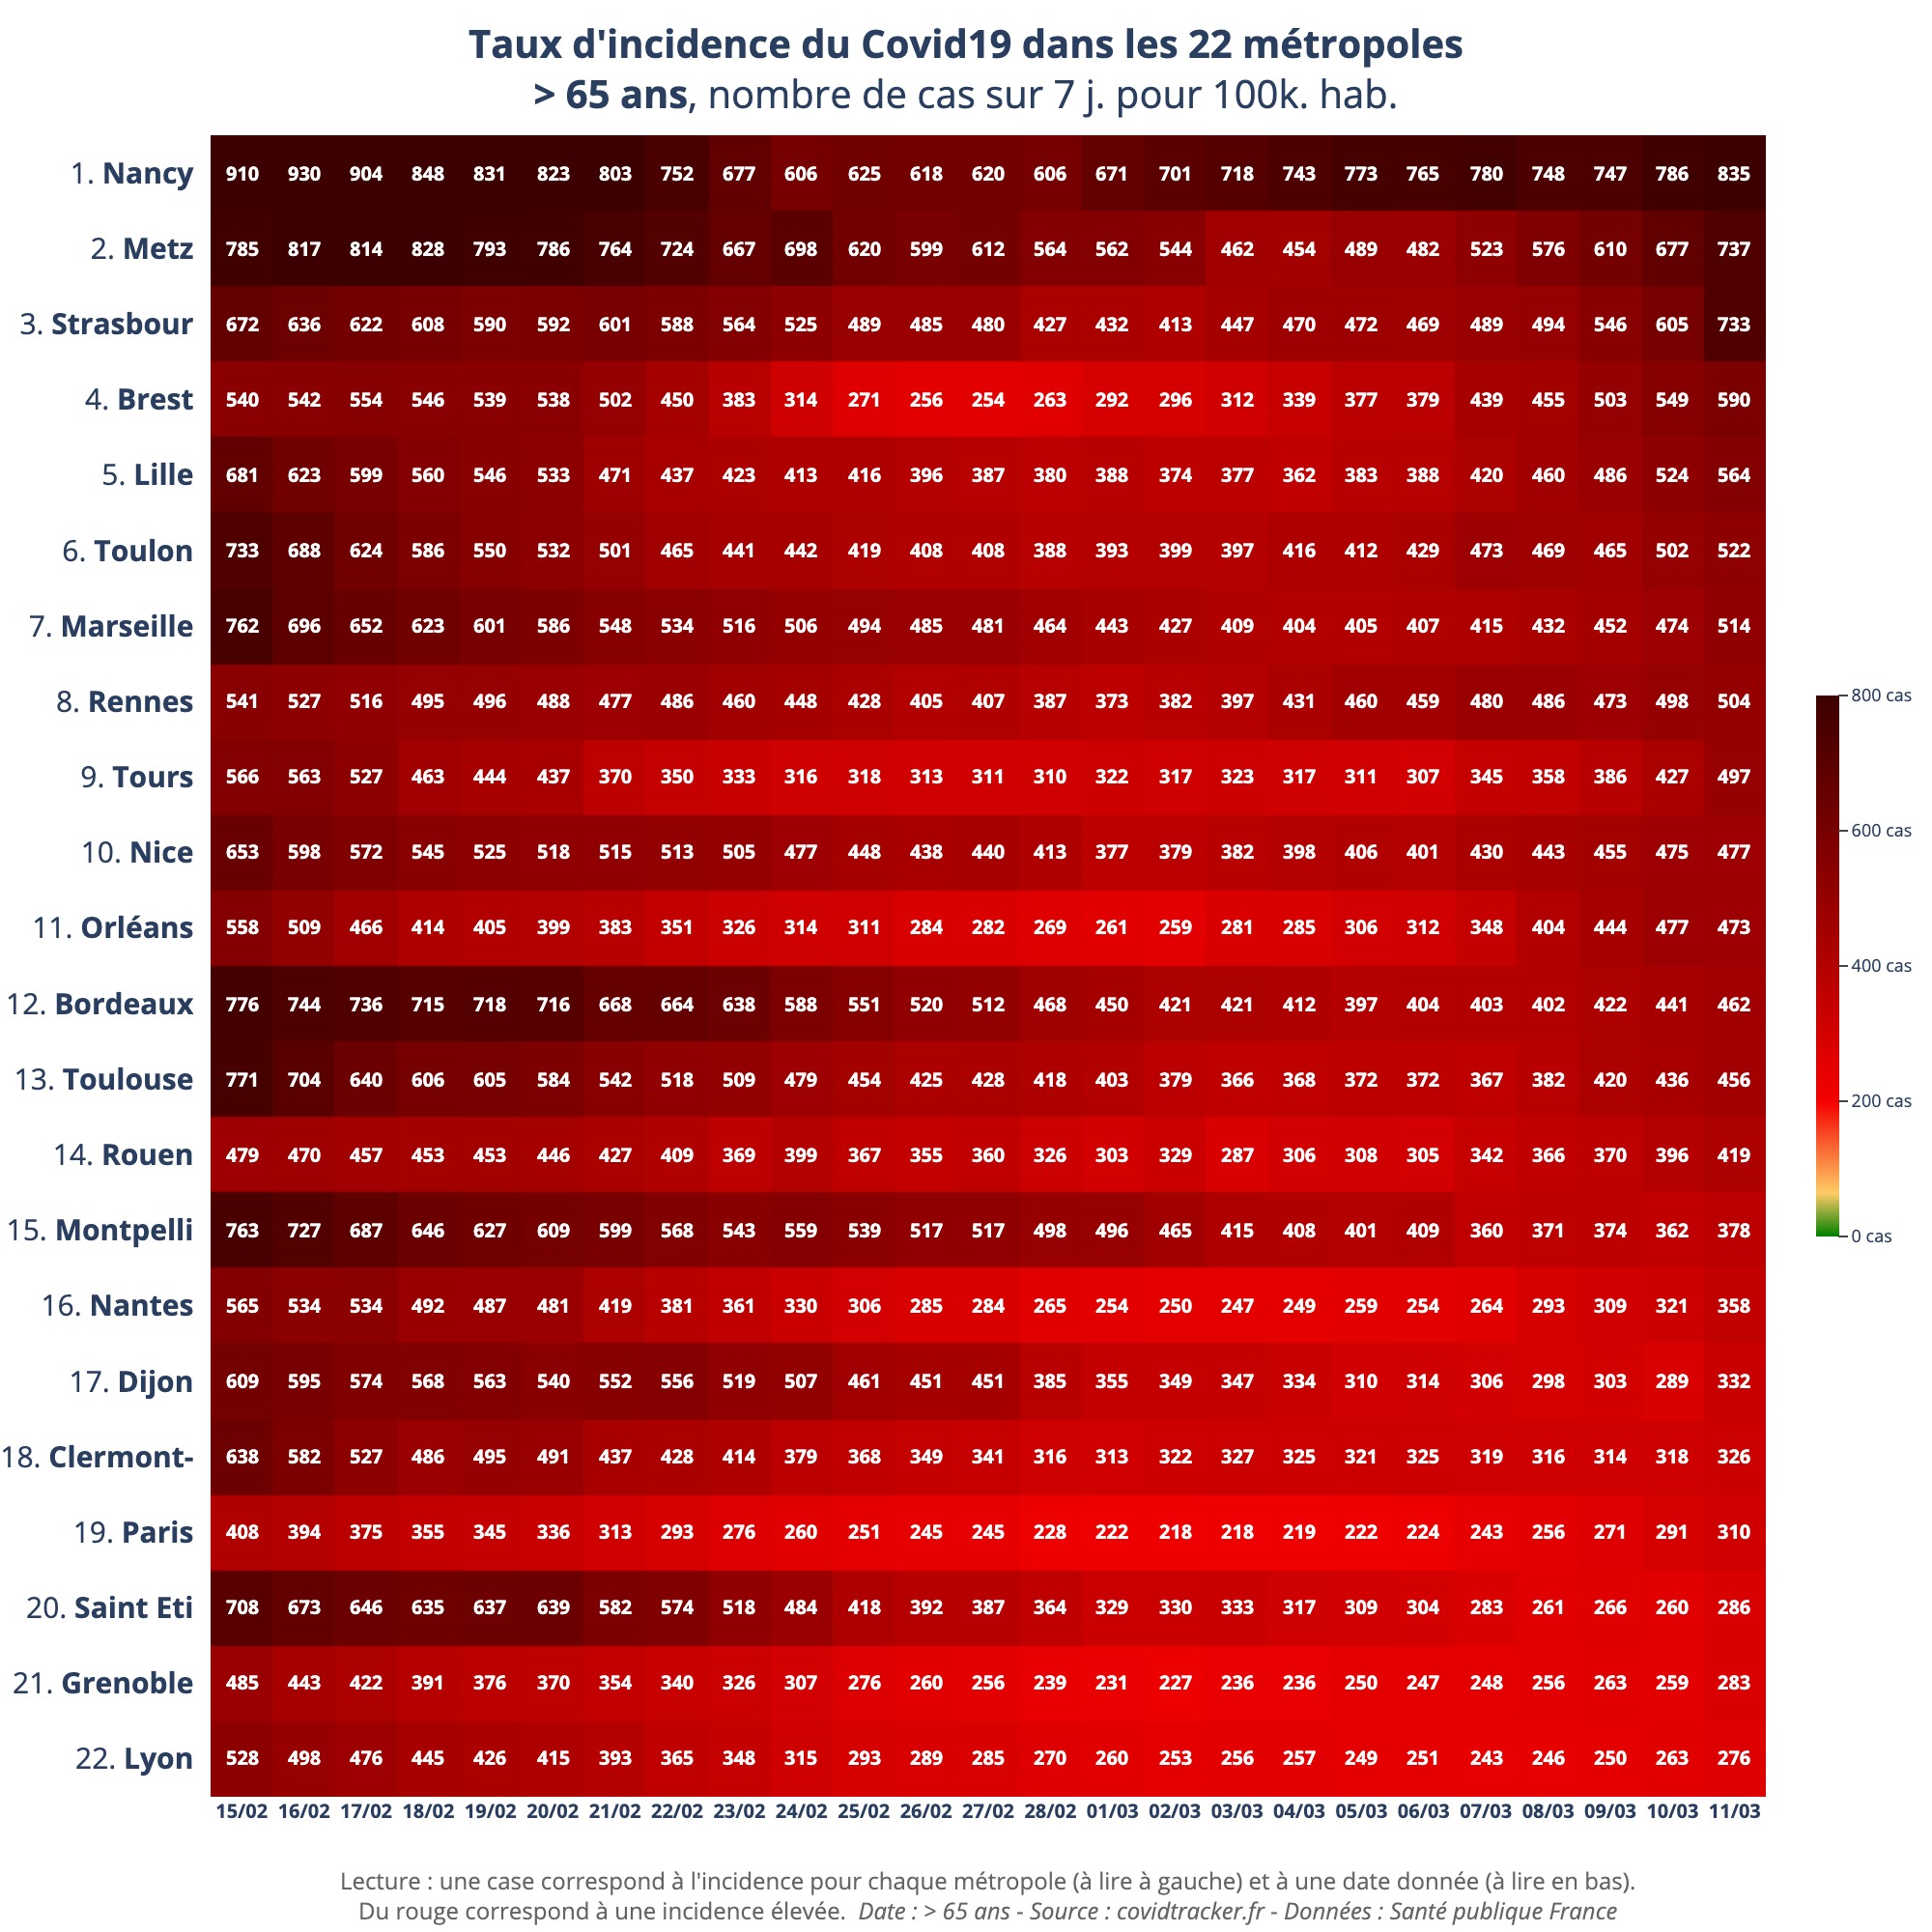 Taux d'incidence du Covid19 dans les 22 métropoles
> 65 ans, nombre de cas sur 7 j. pour 100k. hab.
1. Nancy 910 930 904 848 831 823 803 752 677 606 625 618 620 606 671 701 718 743 773 765 780 748 747 786 835
2. Metz 785 817 814 828 793 786 764 724 667 698 620 599 612 564 562 544 462 454 489 482 523 576 610 677 737
3. Strasbour 672 636 622 608 590 592 601 588 564 525 489 485 480 427 432 413 447 470 472 469 489 494 546 605 733
4. Brest 540 542 554 546 539 538 502 450 383 314 271 256 254 263 292 296 312 339 377 379 439 455 503 549 590
5. Lille 681 623 599 560 546 533 471 437 423 413 416 396 387 380 388 374 377 362 383 388 420 460 486 524 564
6. Toulon 733 688 624 586 550 532 501 465 441 442 419 408 408 388 393 399 397 416 412 429 473 469 465 502 522
7. Marseille 762 696 652 623 601 586 548 534 516 506 494 485 481 464 443 427 409 404 405 407 415 432 452 474 514
8. Rennes 541 527 516 495 496 488 477 486 460 448 428 405 407 387 373 382 397 431 460 459 480 486 473 498 504
9. Tours 566 563 527 463 444 437 370 350 333 316 318 313 311 310 322 317 323 317 311 307 345 358 386 427 497
10. Nice 653 598 572 545 525 518 515 513 505 477 448 438 440 413 377 379 382 398 406 401 430 443 455 475 477
11. Orléans 558 509 466 414 405 399 383 351 326 314 311 284 282 269 261 259 281 285 306 312 348 404 444 477 473
12. Bordeaux 776 744 736 715 718 716 668 664 638 588 551 520 512 468 450 421 421 412 397 404 403 402 422 441 462
13. Toulouse 771 704 640 606 605 584 542 518 509 479 454 425 428 418 403 379 366 368 372 372 367 382 420 436 456
14. Rouen 479 470 457 453 453 446 427 409 369 399 367 355 360 326 303 329 287 306 308 305 342 366 370 396 419
15. Montpelli 763 727 687 646 627 609 599 568 543 559 539 517 517 498 496 465 415 408 401 409 360 371 374 362 378
16. Nantes 565 534 534 492 487 481 419 381 361 330 306 285 284 265 254 250 247 249 259 254 264 293 309 321 358
17. Dijon 609 595 574 568 563 540 552 556 519 507 461 451 451 385 355 349 347 334 310 314 306 298 303 289 332
18. Clermont- 638 582 527 486 495 491 437 428 414 379 368 349 341 316 313 322 327 325 321 325 319 316 314 318 326
19. Paris 408 394 375 355 345 336 313 293 276 260 251 245 245 228 222 218 218 219 222 224 243 256 271 291 310
20. Saint Eti 708 673 646 635 637 639 582 574 518 484 418 392 387 364 329 330 333 317 309 304 283 261 266 260 286
21. Grenoble 485 443 422 391 376 370 354 340 326 307 276 260 256 239 231 227 236 236 250 247 248 256 263 259 283
22. Lyon 528 498 476 445 426 415 393 365 348 315 293 289 285 270 260 253 256 257 249 251 243 246 250 263 276
15/02 16/02 17/02 18/02 19/02 20/02 21/02 22/02 23/02 24/02 25/02 26/02 27/02 28/02 01/03 02/03 03/03 04/03 05/03 06/03 07/03 08/03 09/03 10/03 11/03
800 cas
600 cas
400 cas
200 cas
0 cas
Lecture : une case correspond à l'incidence pour chaque métropole (à lire à gauche) et à une date donnée (à lire en bas).
Du rouge correspond à une incidence élevée. Date : > 65 ans - Source : covidtracker.fr - Données : Santé publique France